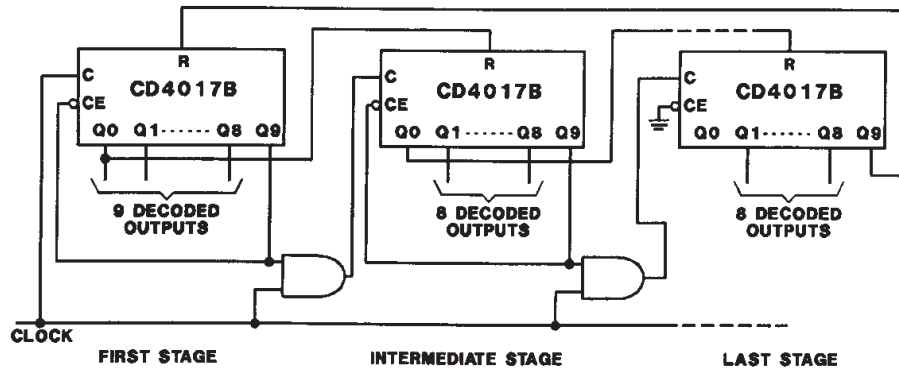 R
C
CD4017B
CE
Q0 Q1 ------ Q8 Q9
9 DECODED
OUTPUTS
R
C
CD4017B
CE
Q0 Q1 ------ Q8 Q9
8 DECODED
OUTPUTS
R
C
CD4017B
CE
Q0 Q1 ------ Q8 Q9
8 DECODED
OUTPUTS
CLOCK
FIRST STAGE
INTERMEDIATE STAGE
LAST STAGE